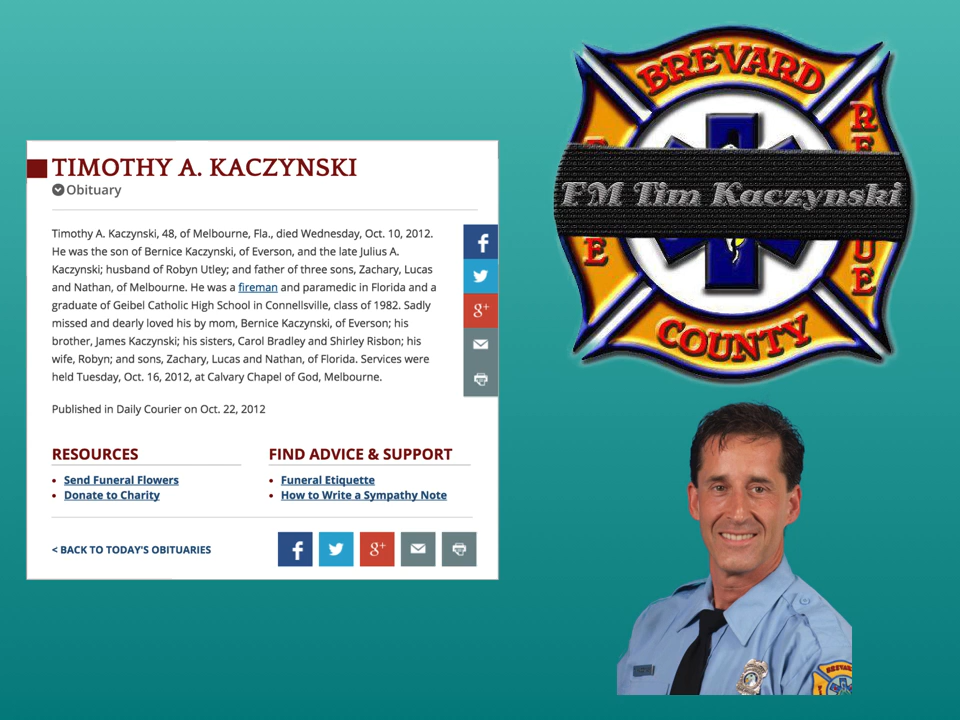 TIMOTHY A. KACZYNSKI
Obituary
Timothy A. Kaczynski, 48, of Melbourne, Fla., died Wednesday, Oct. 10, 2012.
He was the son of Bernice Kaczynski, of Everson, and the late Julius A.
Kaczynski; husband of Robyn Utley; and father of three sons, Zachary, Lucas
and Nathan, of Melbourne. He was a fireman and paramedic in Florida and a
graduate of Geibel Catholic High School in Connellsville, class of 1982. Sadly
missed and dearly loved his by mom, Bernice Kaczynski, of Everson; his
brother, James Kaczynski; his sisters, Carol Bradley and Shirley Risbon; his
wife, Robyn; and sons, Zachary, Lucas and Nathan, of Florida. Services were
held Tuesday, Oct. 16, 2012, at Calvary Chapel of God, Melbourne.
Published in Daily Courier on Oct. 22, 2012
f
g+
RESOURCES
• Send Funeral Flowers
• Donate to Charity
FIND ADVICE & SUPPORT
• Funeral Etiquette
• How to Write a Sympathy Note
< BACK TO TODAY'S OBITUARIES
f
g+
BREVARD
FM Tim Kaczynski
COUNTY
BREVARD